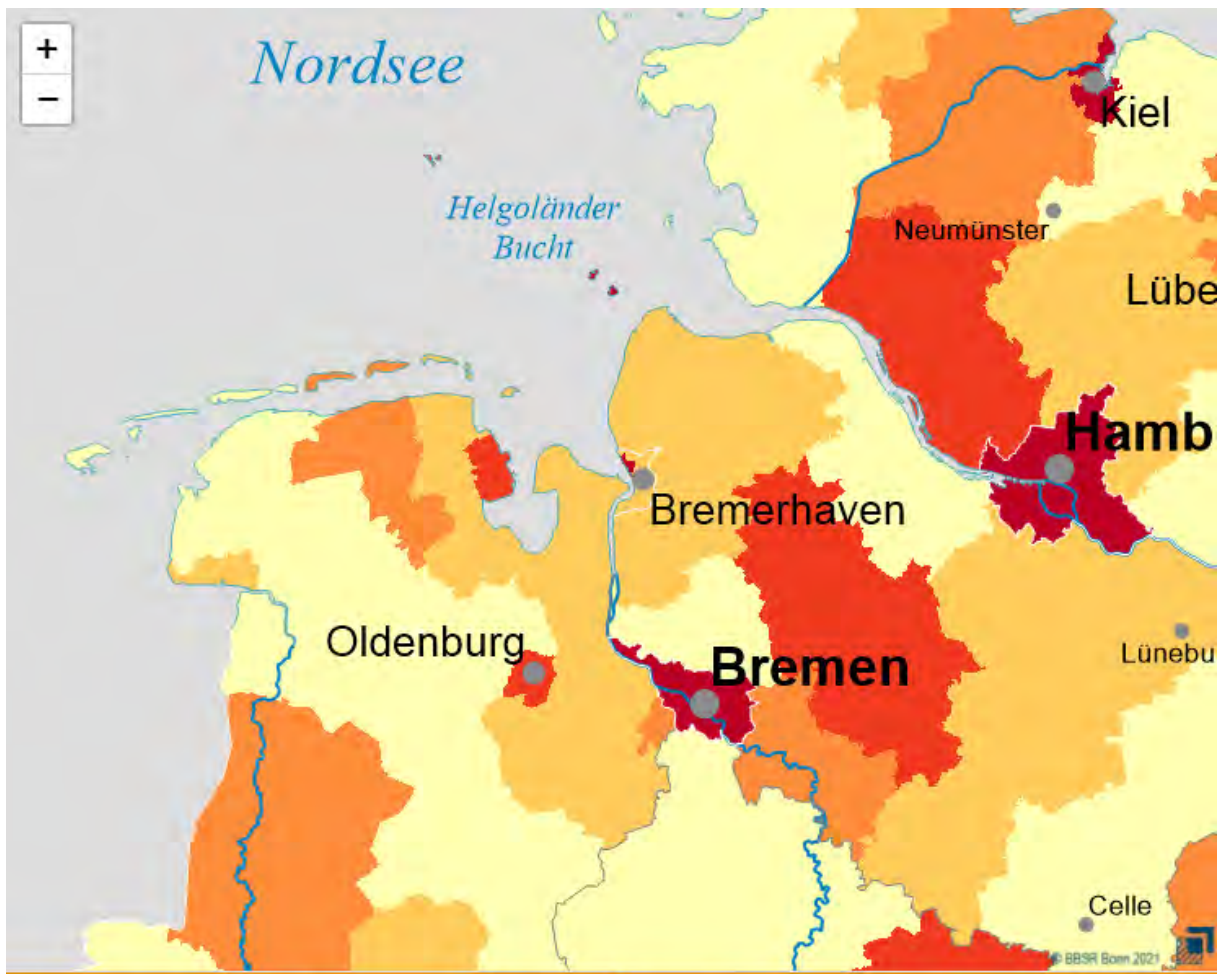 +
−
Nordsee
Kiel
Helgoländer
Bucht
Neumünster
Lübe
Hamb
Bremerhaven
Oldenburg
Bremen
Lünebu
Celle
© BBSR Bonn 2021